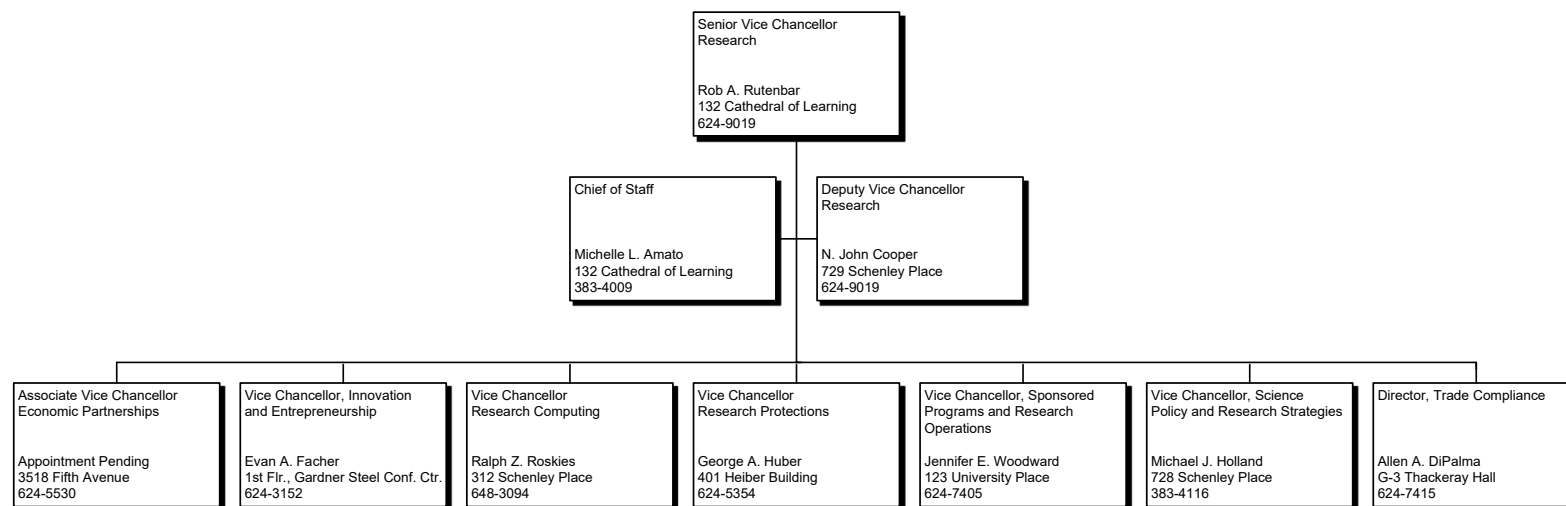 Senior Vice Chancellor
Research
Rob A. Rutenbar
132 Cathedral of Learning
624-9019
Chief of Staff
Michelle L. Amato
132 Cathedral of Learning
383-4009
Deputy Vice Chancellor
Research
N. John Cooper
729 Schenley Place
624-9019
Associate Vice Chancellor
Economic Partnerships
Appointment Pending
3518 Fifth Avenue
624-5530
Vice Chancellor, Innovation
and Entrepreneurship
Evan A. Facher
1st Flr., Gardner Steel Conf. Ctr.
624-3152
Vice Chancellor
Research Computing
Ralph Z. Roskies
312 Schenley Place
648-3094
Vice Chancellor
Research Protections
George A. Huber
401 Heiber Building
624-5354
Vice Chancellor, Sponsored
Programs and Research
Operations
Jennifer E. Woodward
123 University Place
624-7405
Vice Chancellor, Science
Policy and Research Strategies
Michael J. Holland
728 Schenley Place
383-4116
Director, Trade Compliance
Allen A. DiPalma
G-3 Thackeray Hall
624-7415